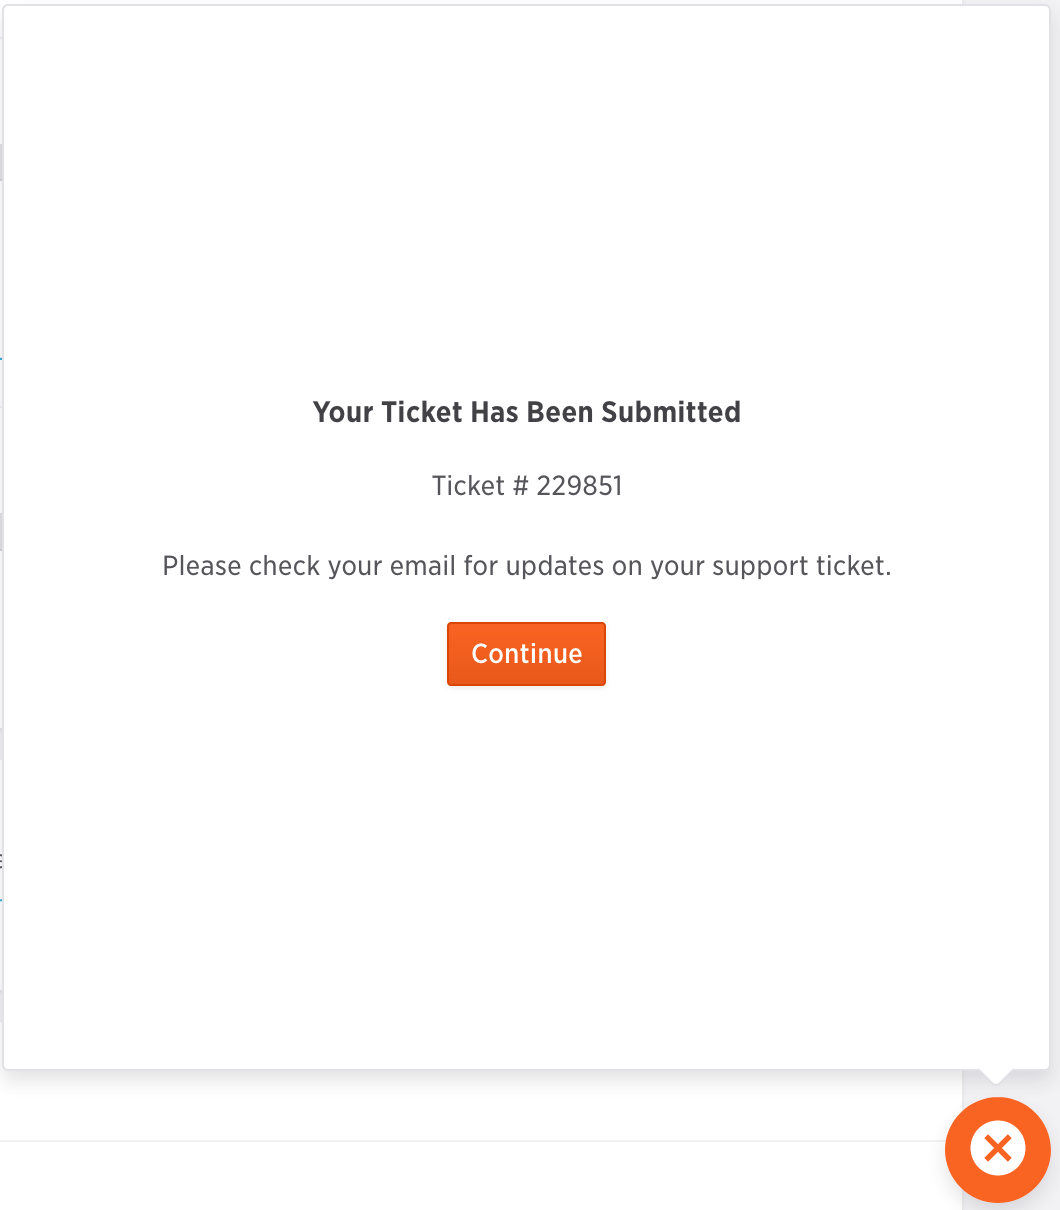 Your Ticket Has Been Submitted
Ticket # 229851
Please check your email for updates on your support ticket.
Continue